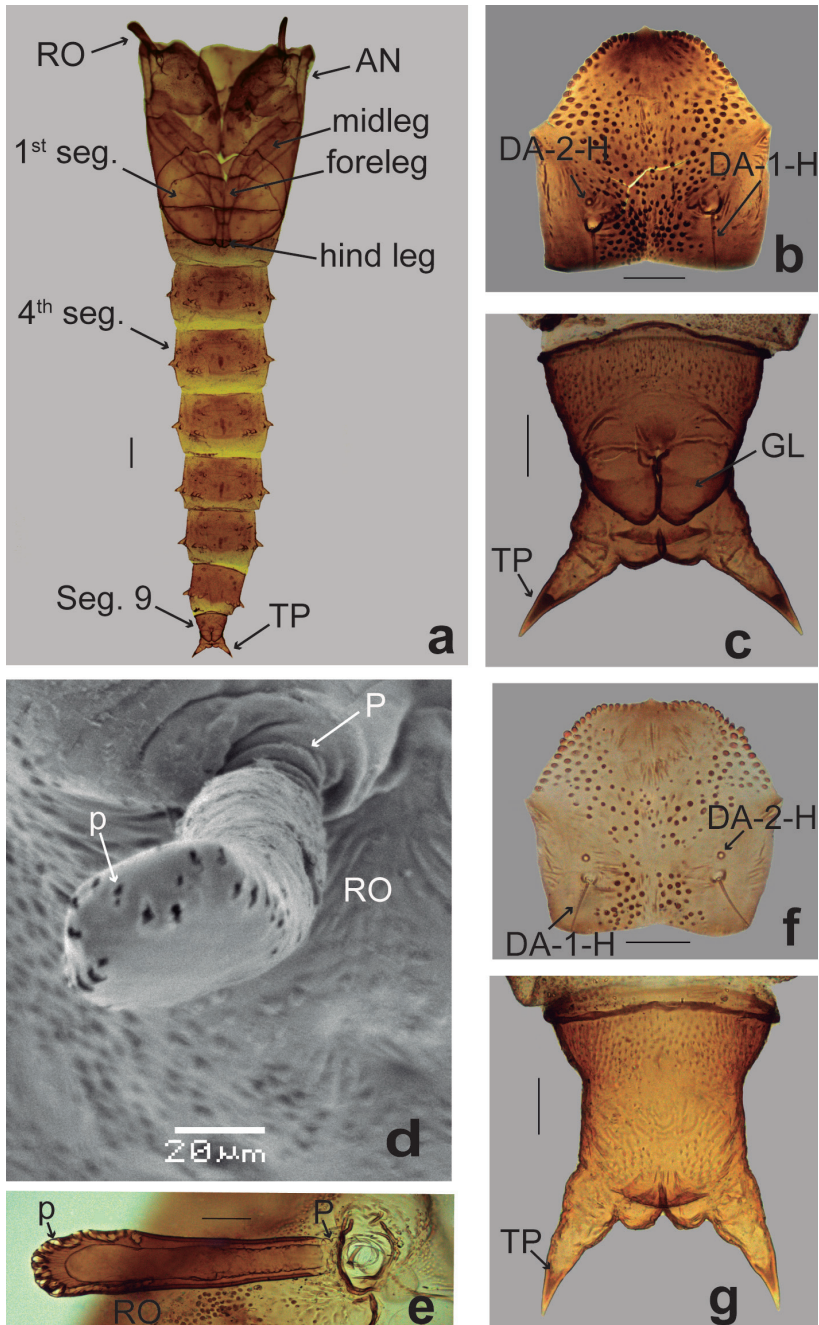 RO
AN
midleg
1st seg.
foreleg
hind leg
4th seg.
Seg. 9
TP
a
DA-2-H
DA-1-H
b
GL
TP
c
P
p
RO
20µm
d
DA-2-H
DA-1-H
f
p
P
RO
e
TP
g